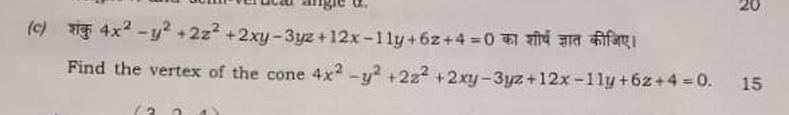 angle α.
20
(c) शंकु 4x² – y² + 2z² + 2xy – 3yz + 12x – 11y + 6z + 4 = 0 का शीर्ष ज्ञात कीजिए।
Find the vertex of the cone 4x² – y² + 2z² + 2xy – 3yz + 12x – 11y + 6z + 4 = 0. 15